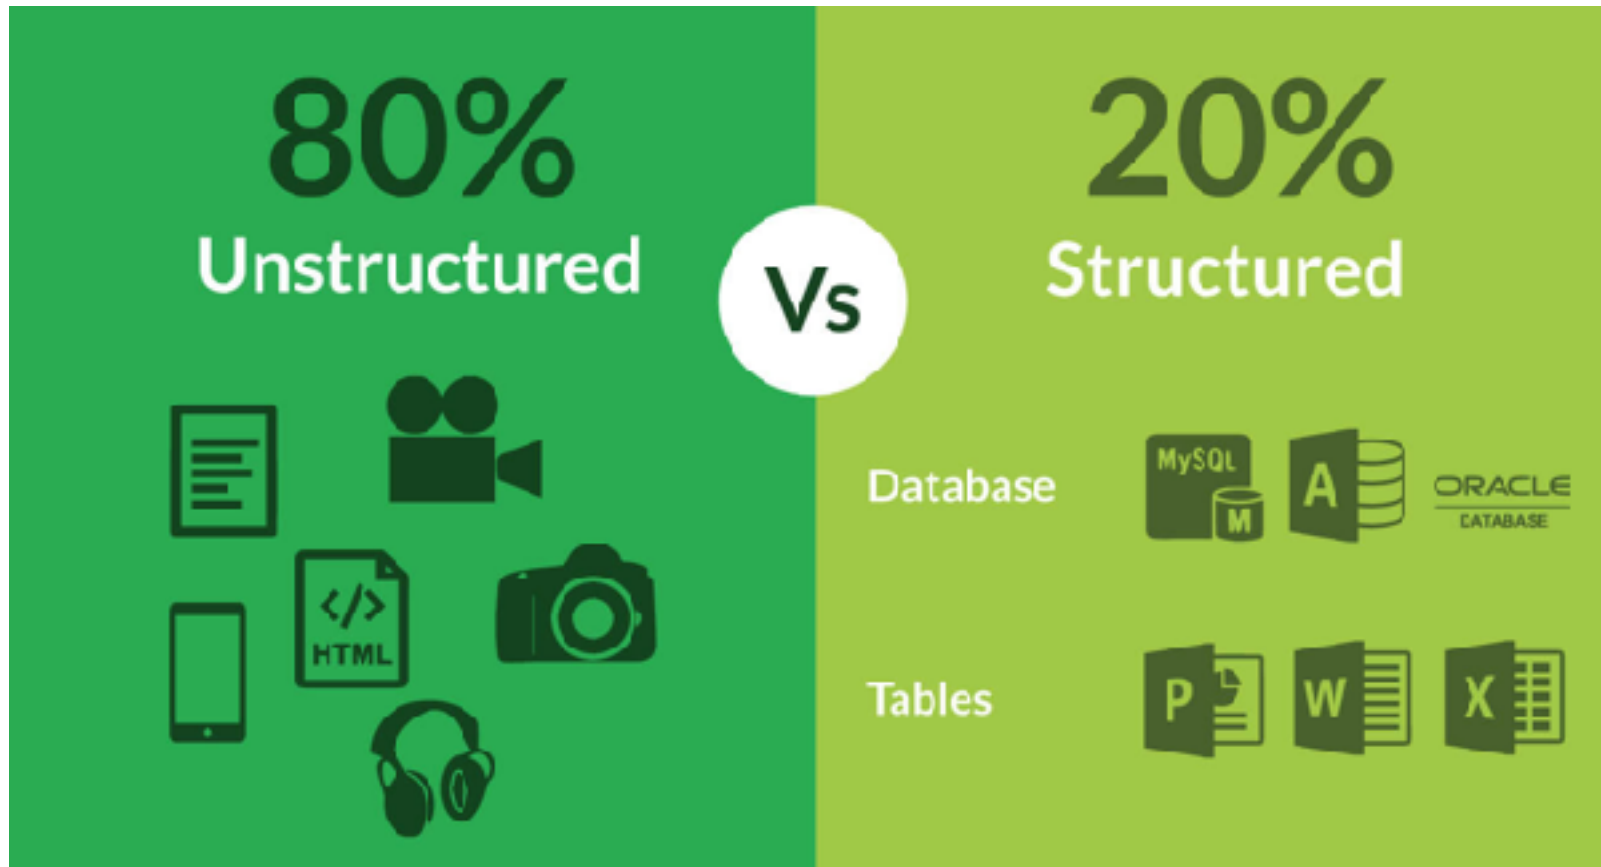 80%
Unstructured
</>
HTML
Vs
20%
Structured
Database
MySQL
M
A
ORACLE
DATABASE
Tables
P
W
X